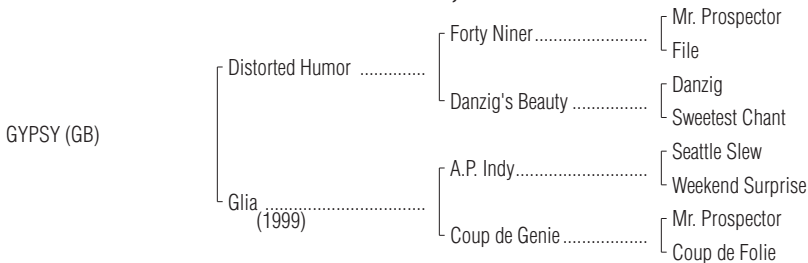 Mr. Prospector
Forty Niner
File
Distorted Humor
Danzig
Danzig's Beauty
Sweetest Chant
GYPSY (GB)
Seattle Slew
A.P. Indy
Weekend Surprise
Glia
(1999)
Mr. Prospector
Coup de Genie
Coup de Folie